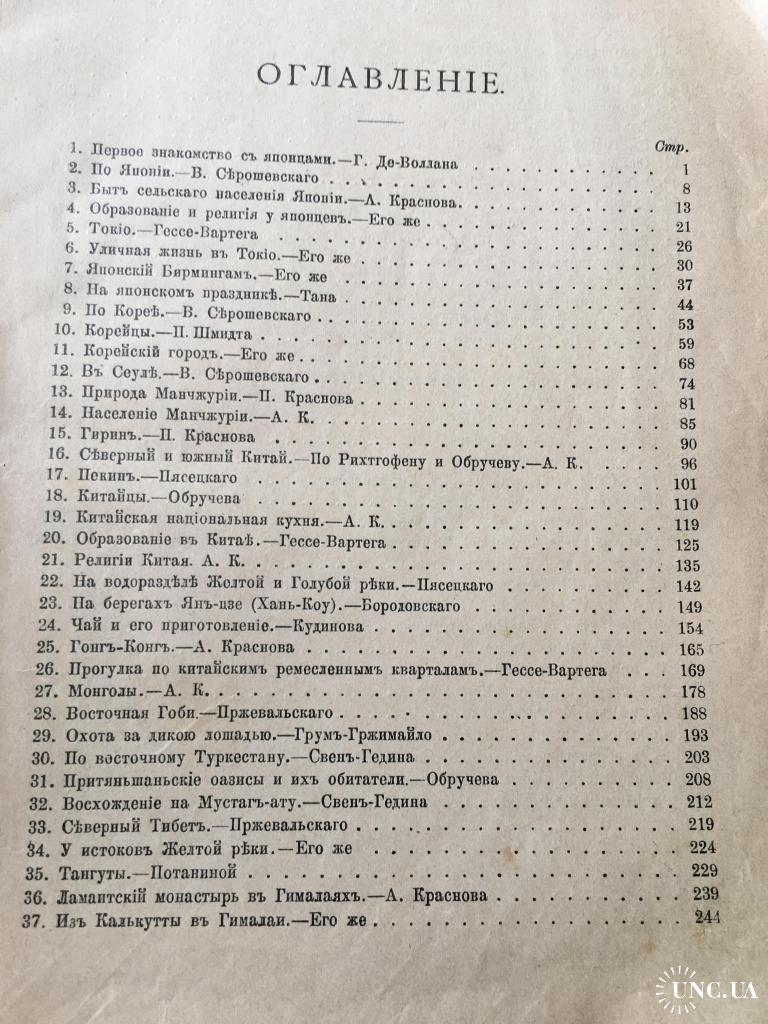 ОГЛАВЛЕНІЕ.
Стр.
1. Первое знакомство съ японцами.—Г. Де-Воллана . . . . . . . . . . . 1
2. По Японіи.—В. Сѣрошевскаго . . . . . . . . . . . . . . . . 8
3. Бытъ сельскаго населенія Японіи.—А. Краснова. . . . . . . . . . . 13
4. Образованіе и религія у японцевъ.—Его же . . . . . . . . . . . . 21
5. Токіо.—Гессе-Вартега . . . . . . . . . . . . . . . . . 26
6. Уличная жизнь въ Токіо.—Его же . . . . . . . . . . . . . . . 30
7. Японскій Бирмингамъ.—Его же . . . . . . . . . . . . . . . 37
8. На японскомъ праздникѣ.—Тана . . . . . . . . . . . . . . . 44
9. По Кореѣ.—В. Сѣрошевскаго . . . . . . . . . . . . . . . . 53
10. Корейцы.—П. Шмидта . . . . . . . . . . . . . . . . . . 59
11. Корейскій городъ.—Его же . . . . . . . . . . . . . . . . . 68
12. Въ Сеулѣ.—В. Сѣрошевскаго . . . . . . . . . . . . . . . . 74
13. Природа Манчжуріи.—П. Краснова . . . . . . . . . . . . . . 81
14. Населеніе Манчжуріи.—А. К. . . . . . . . . . . . . . . . . 85
15. Гиринъ.—П. Краснова . . . . . . . . . . . . . . . . . . 90
16. Сѣверный и южный Китай.—По Рихтгофену и Обручеву.—А. К. . . . . 96
17. Пекинъ.—Пясецкаго . . . . . . . . . . . . . . . . . . 101
18. Китайцы.—Обручева . . . . . . . . . . . . . . . . . . 110
19. Китайская національная кухня.—А. К. . . . . . . . . . . . . . 119
20. Образованіе въ Китаѣ.—Гессе-Вартега . . . . . . . . . . . . . 125
21. Религіи Китая. А. К. . . . . . . . . . . . . . . . . . . 135
22. На водораздѣлѣ Желтой и Голубой рѣки.—Пясецкаго . . . . . . . . 142
23. На берегахъ Янъ-цзе (Хань-Коу).—Бородовскаго . . . . . . . . . . 149
24. Чай и его приготовленіе.—Кудинова . . . . . . . . . . . . . . 154
25. Гонгъ-Конгъ.—А. Краснова . . . . . . . . . . . . . . . . . 165
26. Прогулка по китайскимъ ремесленнымъ кварталамъ.—Гессе-Вартега . . . 169
27. Монголы.—А. К. . . . . . . . . . . . . . . . . . . . . 178
28. Восточная Гоби.—Пржевальскаго . . . . . . . . . . . . . . . 188
29. Охота за дикою лошадью.—Грумъ-Гржимайло . . . . . . . . . . . 193
30. По восточному Туркестану.—Свенъ-Гедина . . . . . . . . . . . . 203
31. Притяньшаньскіе оазисы и ихъ обитатели.—Обручева . . . . . . . . 208
32. Восхожденіе на Мустагъ-ату.—Свенъ-Гедина . . . . . . . . . . . 212
33. Сѣверный Тибетъ.—Пржевальскаго . . . . . . . . . . . . . . . 219
34. У истоковъ Желтой рѣки.—Его же . . . . . . . . . . . . . . 224
35. Тангуты.—Потаниной . . . . . . . . . . . . . . . . . . 229
36. Ламаитскій монастырь въ Гималаяхъ.—А. Краснова . . . . . . . . . 239
37. Изъ Калькутты въ Гималаи.—Его же . . . . . . . . . . . . . . 244
UNC.UA